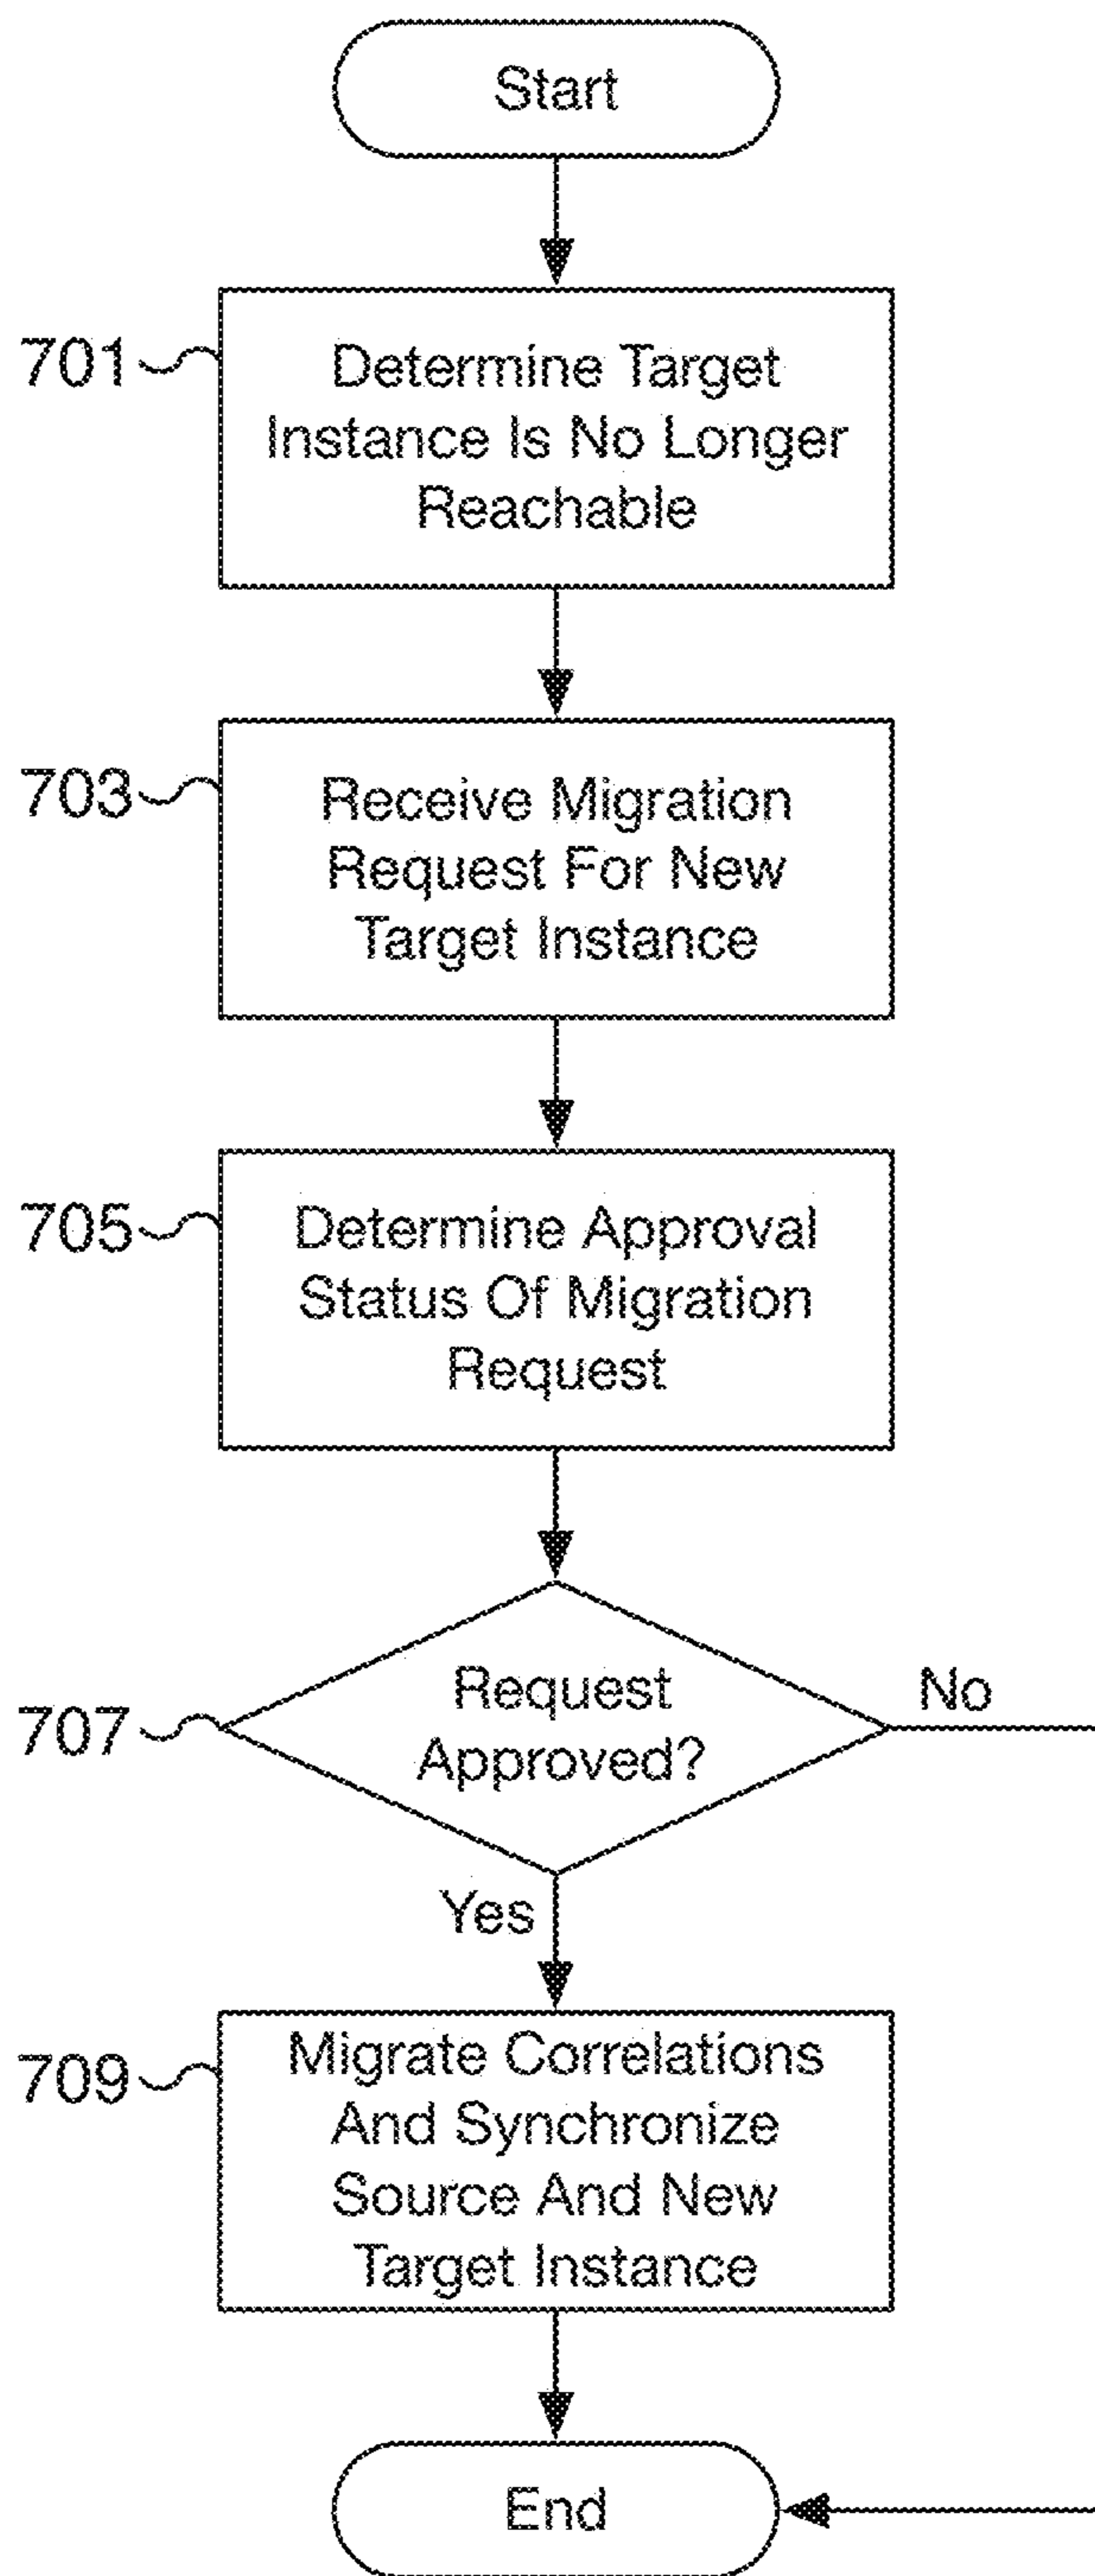 Start
701
Determine Target
Instance Is No Longer
Reachable
703
Receive Migration
Request For New
Target Instance
705
Determine Approval
Status Of Migration
Request
707
Request
Approved?
No
Yes
709
Migrate Correlations
And Synchronize
Source And New
Target Instance
End